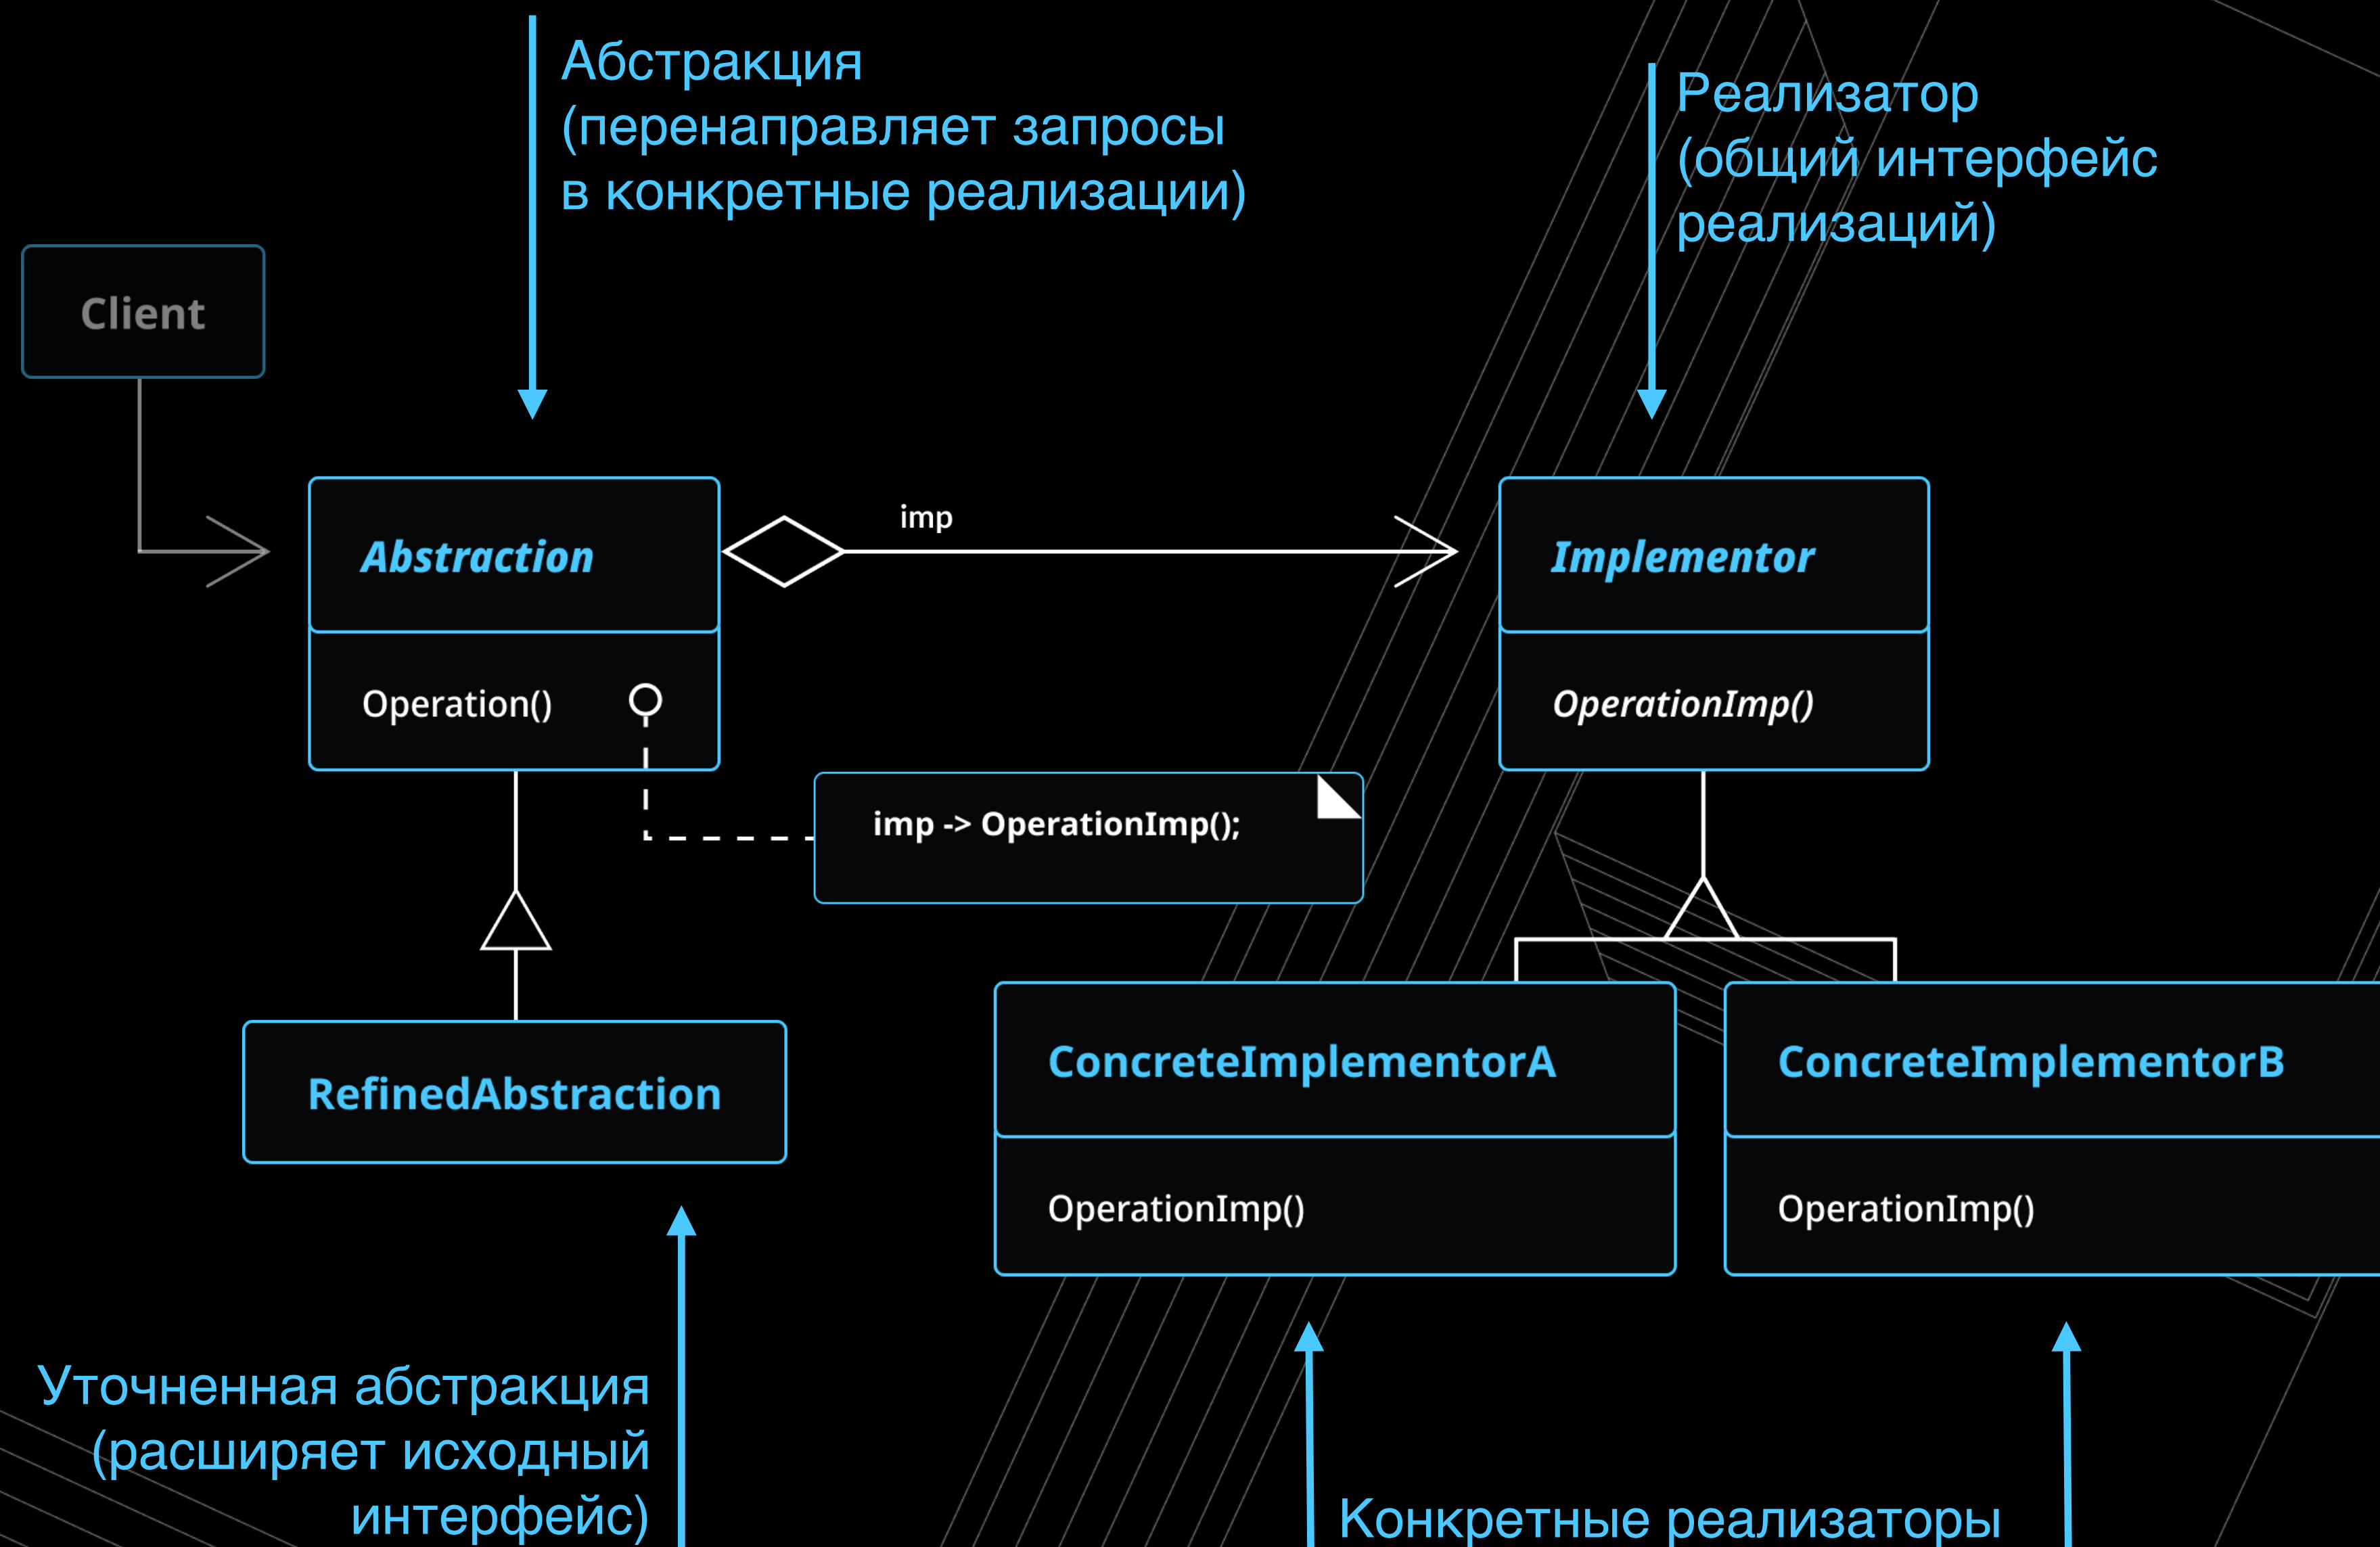 Абстракция
(перенаправляет запросы
в конкретные реализации)
Реализатор
(общий интерфейс
реализаций)
Client
Abstraction
imp
Implementor
Operation()
OperationImp()
imp -> OperationImp();
RefinedAbstraction
ConcreteImplementorA
ConcreteImplementorB
OperationImp()
OperationImp()
Уточненная абстракция
(расширяет исходный
интерфейс)
Конкретные реализаторы